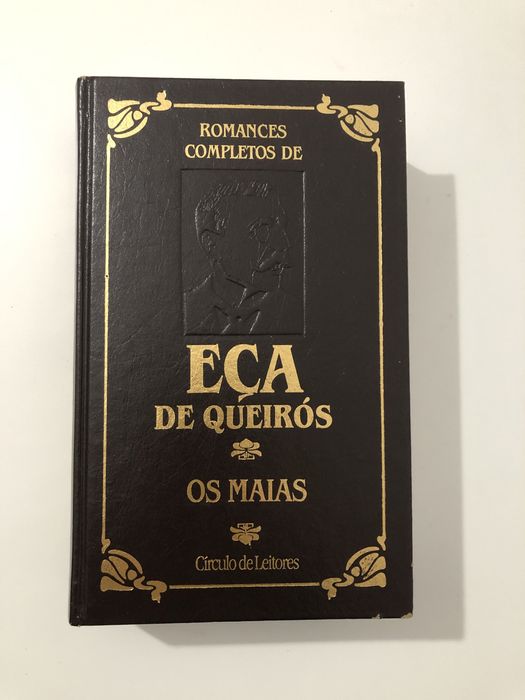 ROMANCES
COMPLETOS DE
EÇA
DE QUEIRÓS
OS MAIAS
Círculo de Leitores